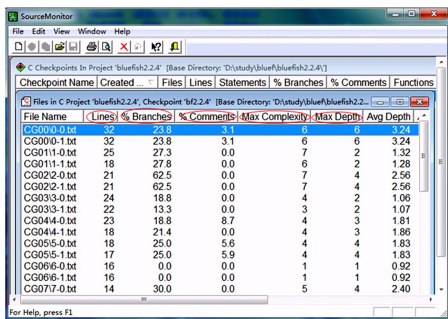 SourceMonitor
File Edit View Window Help
C Checkpoints In Project 'bluefish2.2.4' [Base Directory: 'D:\study\bluef\bluefish2.2.4\']
Checkpoint Name Created ... Files Lines Statements % Branches % Comments Functions
Files in C Project 'bluefish2.2.4', Checkpoint 'bf2.2.4' [Base Directory: 'D:\study\bluef\bluefish2.2...
File Name Lines % Branches % Comments Max Complexity Max Depth Avg Depth
CG00\0-0.txt 32 23.8 3.1 6 6 3.24
CG00\0-1.txt 32 23.8 3.1 6 6 3.24
CG01\1-0.txt 25 27.3 0.0 7 2 1.32
CG01\1-1.txt 18 27.8 0.0 6 2 1.28
CG02\2-0.txt 21 62.5 0.0 7 4 2.56
CG02\2-1.txt 21 62.5 0.0 7 4 2.56
CG03\3-0.txt 24 18.8 0.0 4 2 1.06
CG03\3-1.txt 22 13.3 0.0 3 2 1.07
CG04\4-0.txt 23 18.8 8.7 4 3 1.81
CG04\4-1.txt 18 21.4 0.0 4 3 1.86
CG05\5-0.txt 18 25.0 5.6 4 4 1.83
CG05\5-1.txt 17 25.0 5.9 4 4 1.83
CG06\6-0.txt 16 0.0 0.0 1 1 0.92
CG06\6-1.txt 16 0.0 0.0 1 1 0.92
CG07\7-0.txt 14 30.0 0.0 5 4 2.40
For Help, press F1